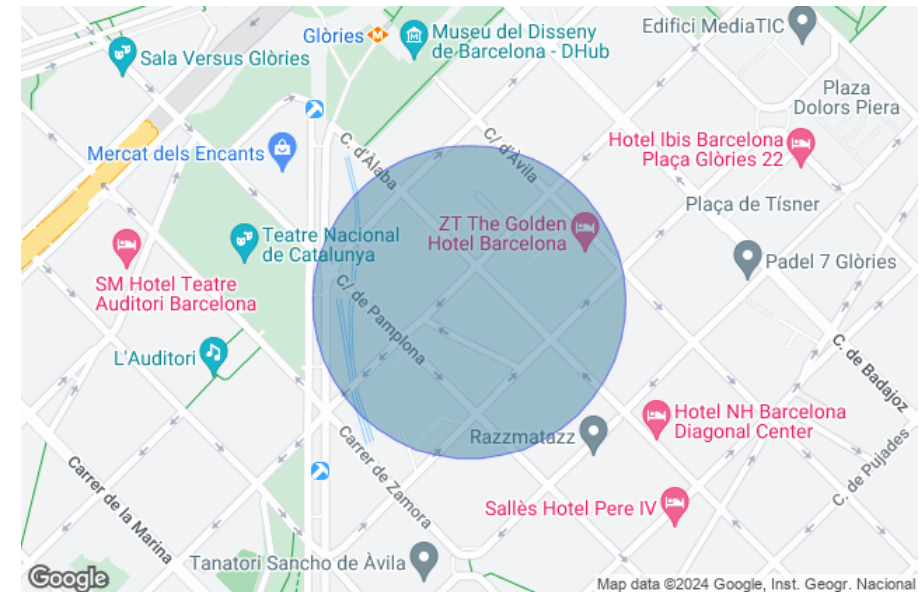 Glòries
Museu del Disseny
de Barcelona - DHub
Edifici MediaTIC
Sala Versus Glòries
Plaza
Dolors Piera
Mercat dels Encants
C. d'Àlaba
C/ d'Àvila
Hotel Ibis Barcelona
Plaça Glòries 22
Plaça de Tísner
ZT The Golden
Hotel Barcelona
Teatre Nacional
de Catalunya
Padel 7 Glòries
SM Hotel Teatre
Auditori Barcelona
C/ de Pamplona
L'Auditori
C. de Badajoz
Hotel NH Barcelona
Diagonal Center
Razzmatazz
Carrer de Zamora
C. de Pujades
Carrer de la Marina
Sallès Hotel Pere IV
Tanatori Sancho de Àvila
Google
Map data ©2024 Google, Inst. Geogr. Nacional